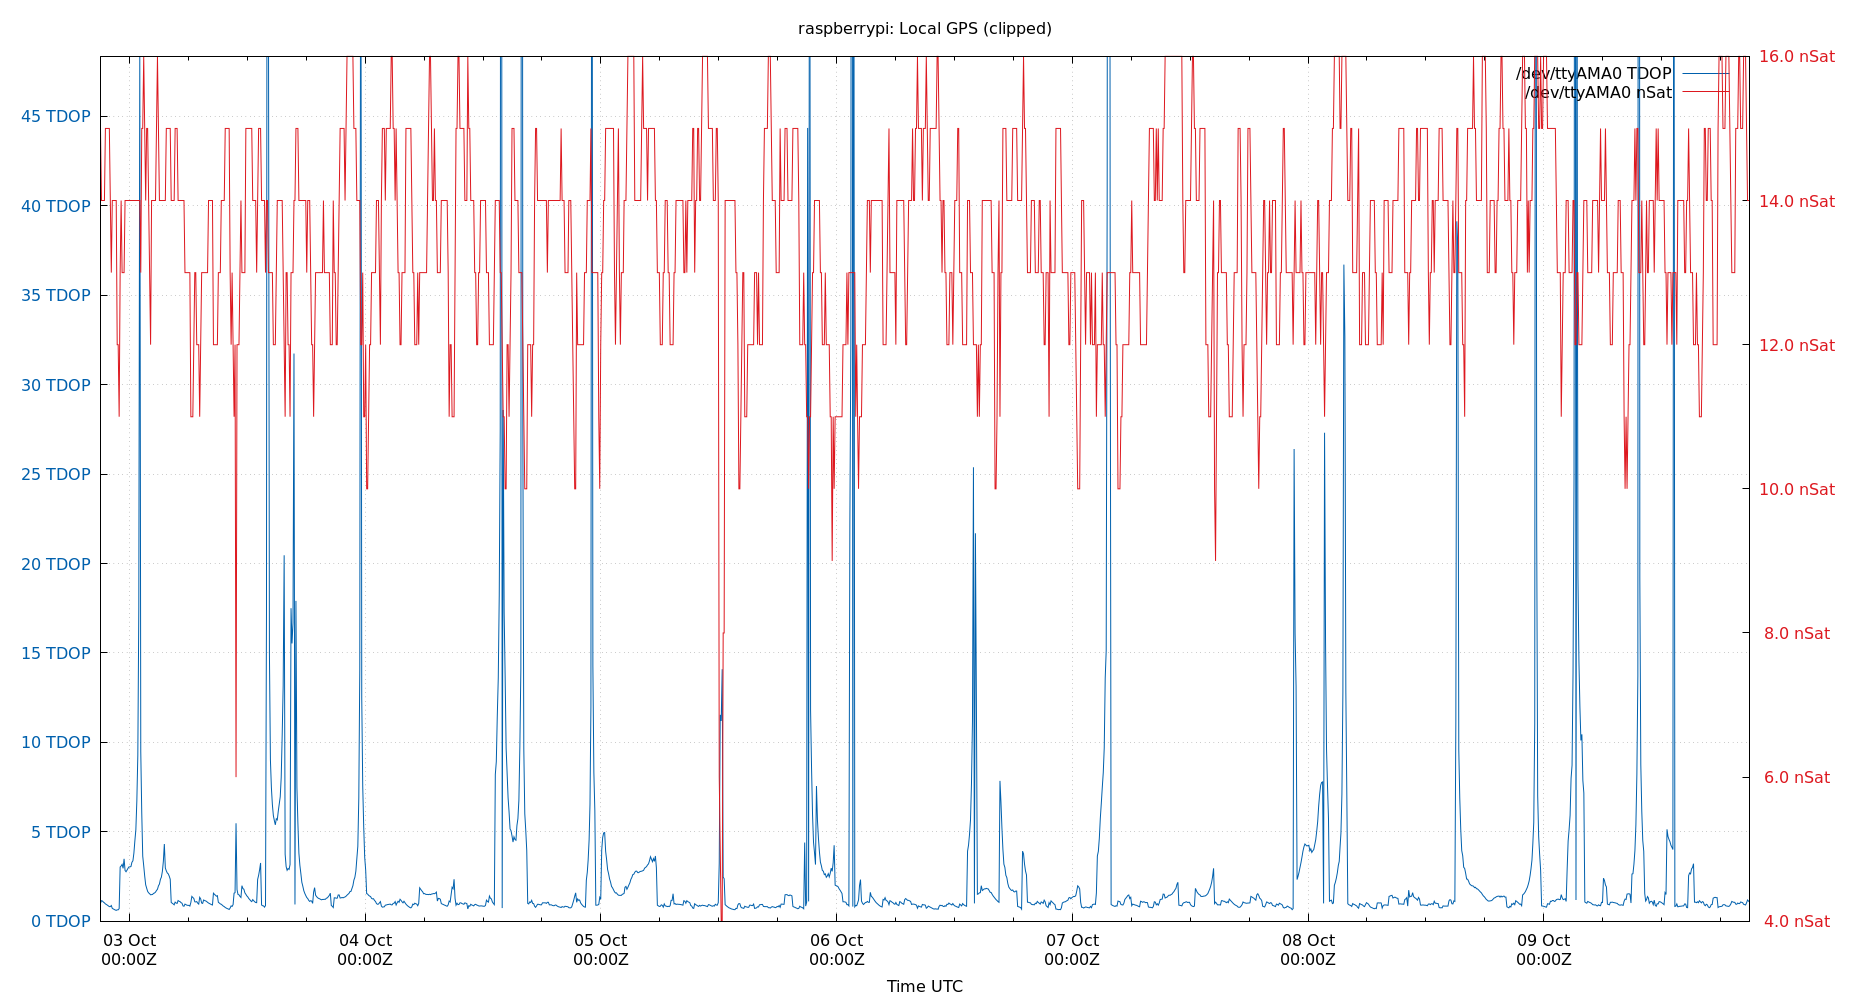 raspberrypi: Local GPS (clipped)
16.0 nSat
/dev/ttyAMA0 TDOP
/dev/ttyAMA0 nSat
45 TDOP
40 TDOP
14.0 nSat
35 TDOP
12.0 nSat
30 TDOP
25 TDOP
10.0 nSat
20 TDOP
15 TDOP
8.0 nSat
10 TDOP
6.0 nSat
5 TDOP
0 TDOP
4.0 nSat
03 Oct
00:00Z
04 Oct
00:00Z
05 Oct
00:00Z
06 Oct
00:00Z
07 Oct
00:00Z
08 Oct
00:00Z
09 Oct
00:00Z
Time UTC